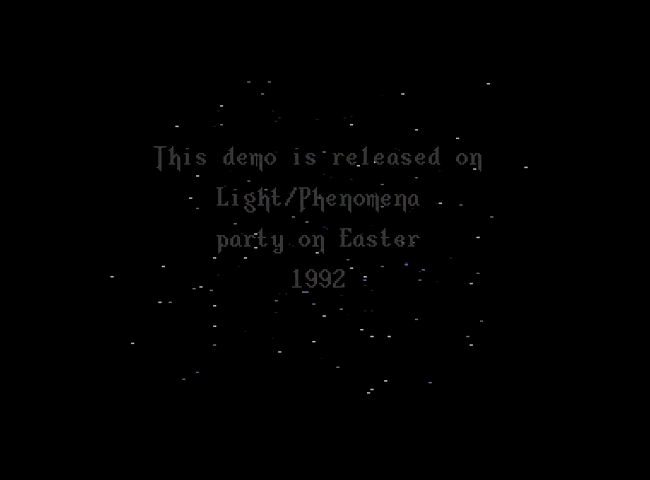 This demo is released on
Light/Phenomena
party on Easter
1992